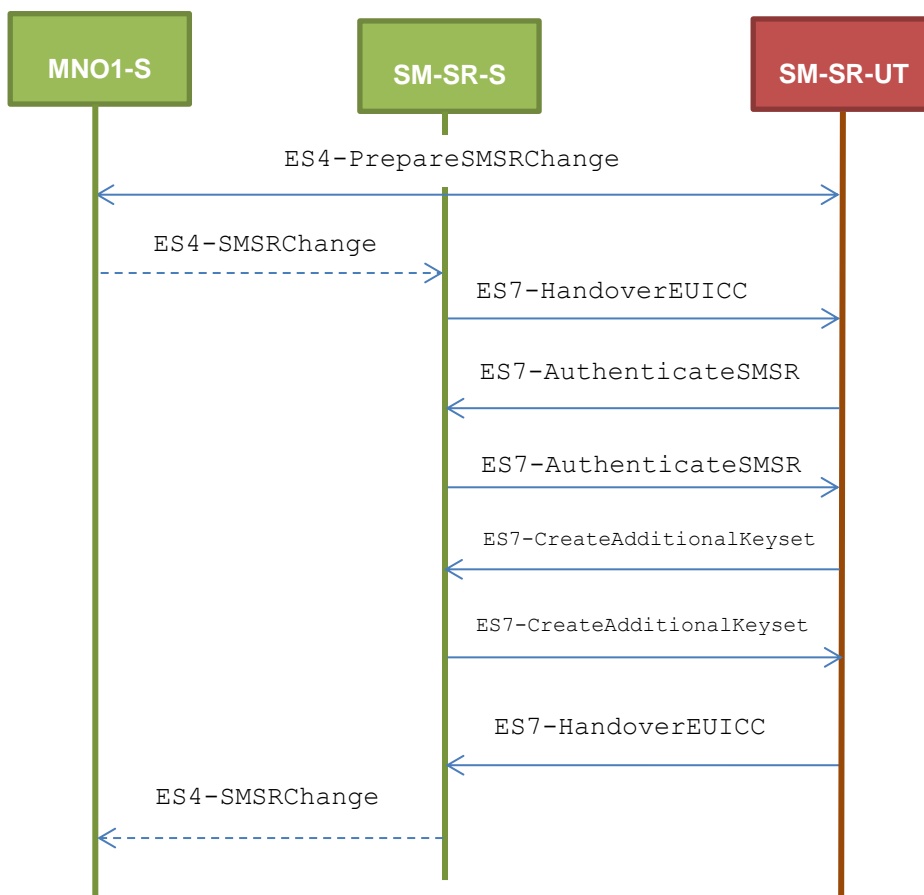 MNO1-S
SM-SR-S
SM-SR-UT
ES4-PrepareSMSRChange
ES4-SMSRChange
ES7-HandoverEUICC
ES7-AuthenticateSMSR
ES7-AuthenticateSMSR
ES7-CreateAdditionalKeyset
ES7-CreateAdditionalKeyset
ES7-HandoverEUICC
ES4-SMSRChange